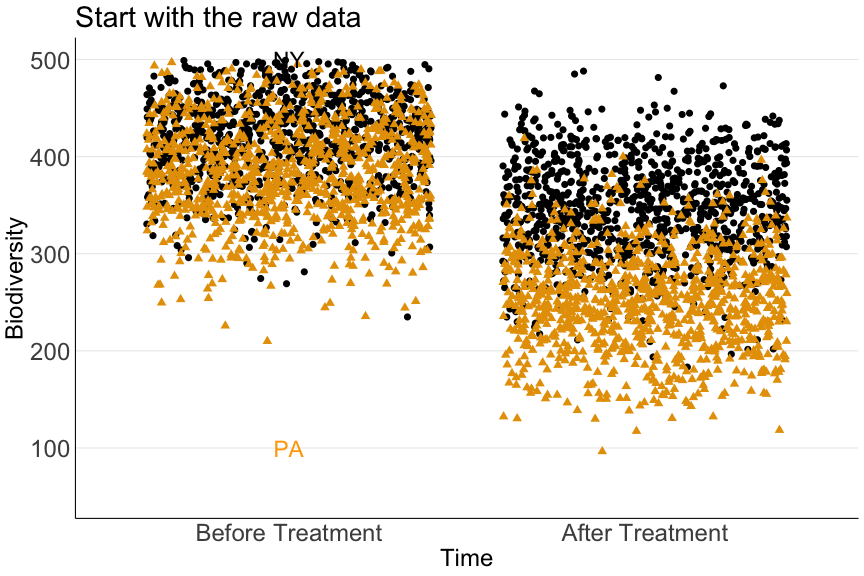 Start with the raw data
NY
500
400
300
200
100
PA
Biodiversity
Before Treatment
After Treatment
Time